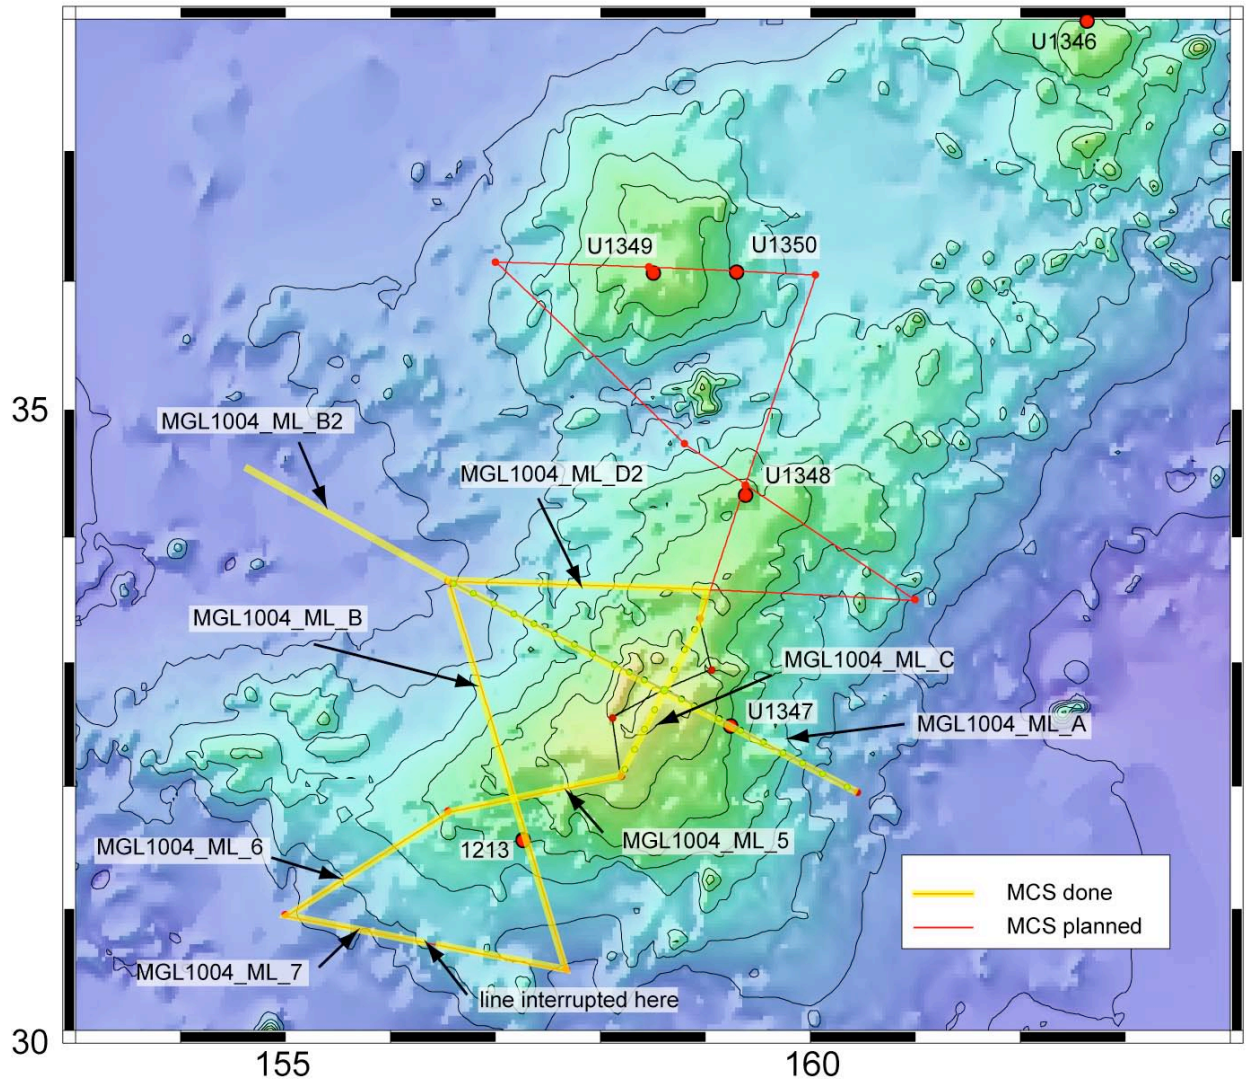 U1346
U1349
U1350
35
MGL1004_ML_B2
MGL1004_ML_D2
U1348
MGL1004_ML_B
MGL1004_ML_C
U1347
MGL1004_ML_A
MGL1004_ML_5
1213
MGL1004_ML_6
MCS done
MCS planned
MGL1004_ML_7
line interrupted here
30
155
160